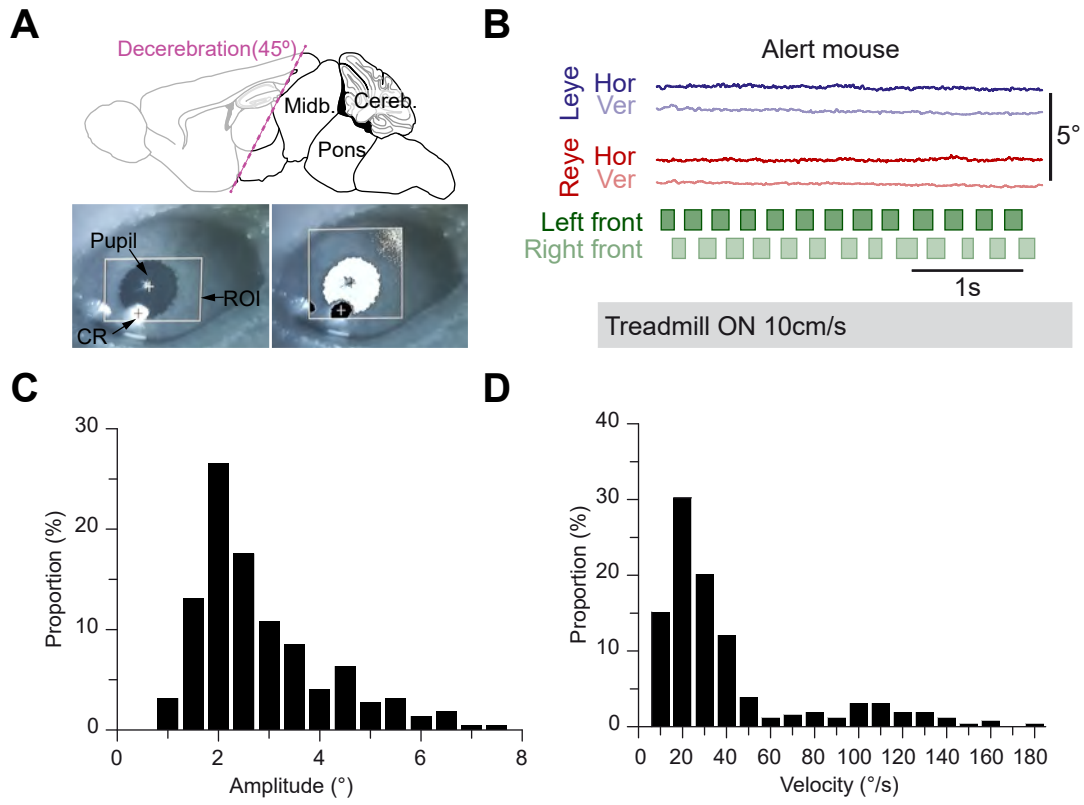 A
Decerebration(45º)
Midb.
Cereb.
Pons
Pupil
ROI
CR
B
Alert mouse
Leye
Hor
Ver
Reye
Hor
Ver
5°
Left front
Right front
1s
Treadmill ON 10cm/s
C
30
20
10
0
Proportion (%)
0 2 4 6 8
Amplitude (°)
D
40
30
20
10
0
Proportion (%)
0 20 40 60 80 100 120 140 160 180
Velocity (°/s)